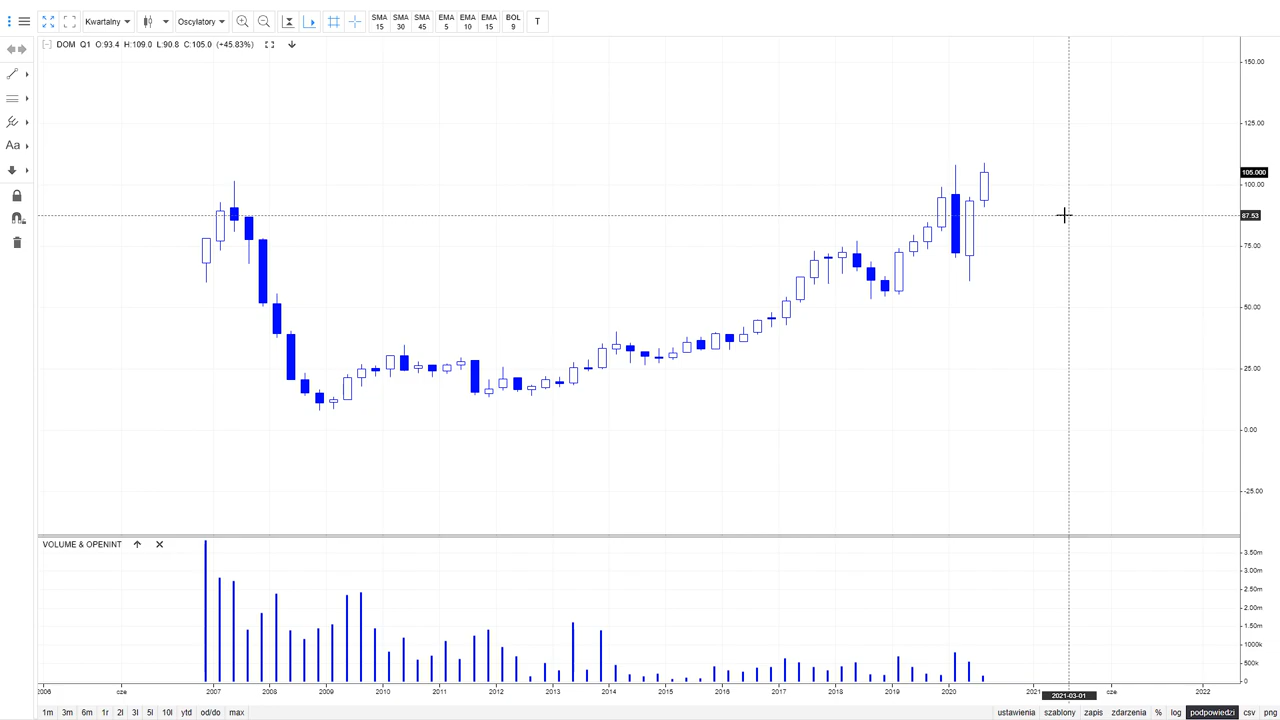 Kwartalny
Oscylatory
SMA 15
SMA 30
SMA 45
EMA 5
EMA 10
EMA 15
BOL 9
T
DOM Q1 O:93.4 H:109.0 L:90.8 C:105.0 (+45.83%)
Aa
150.00
125.00
105.000
100.00
87.53
75.00
50.00
25.00
0.00
-25.00
VOLUME & OPENINT
3.50m
3.00m
2.50m
2.00m
1.50m
1000k
500k
0
2006 cze 2007 2008 2009 2010 2011 2012 2013 2014 2015 2016 2017 2018 2019 2020 2021 cze 2022
2021-03-01
1m 3m 6m 1r 2l 3l 5l 10l ytd od/do max
ustawienia szablony zapis zdarzenia % log podpowiedzi csv png